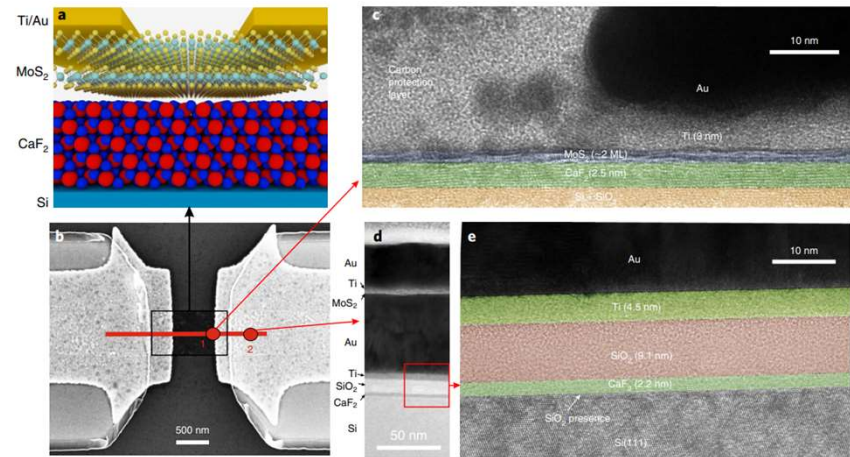 a
Ti/Au
MoS₂
CaF₂
Si
b
1
2
500 nm
c
10 nm
Carbon
protection
layer
Au
Ti (3 nm)
MoS₂ (~2 ML)
CaF₂ (2.5 nm)
d
Au
Ti
MoS₂
Au
Ti
SiO₂
CaF₂
Si
50 nm
e
10 nm
Au
Ti (4.5 nm)
SiO₂ (9.1 nm)
CaF₂ (2.2 nm)
SiO₂ presence
Si(111)